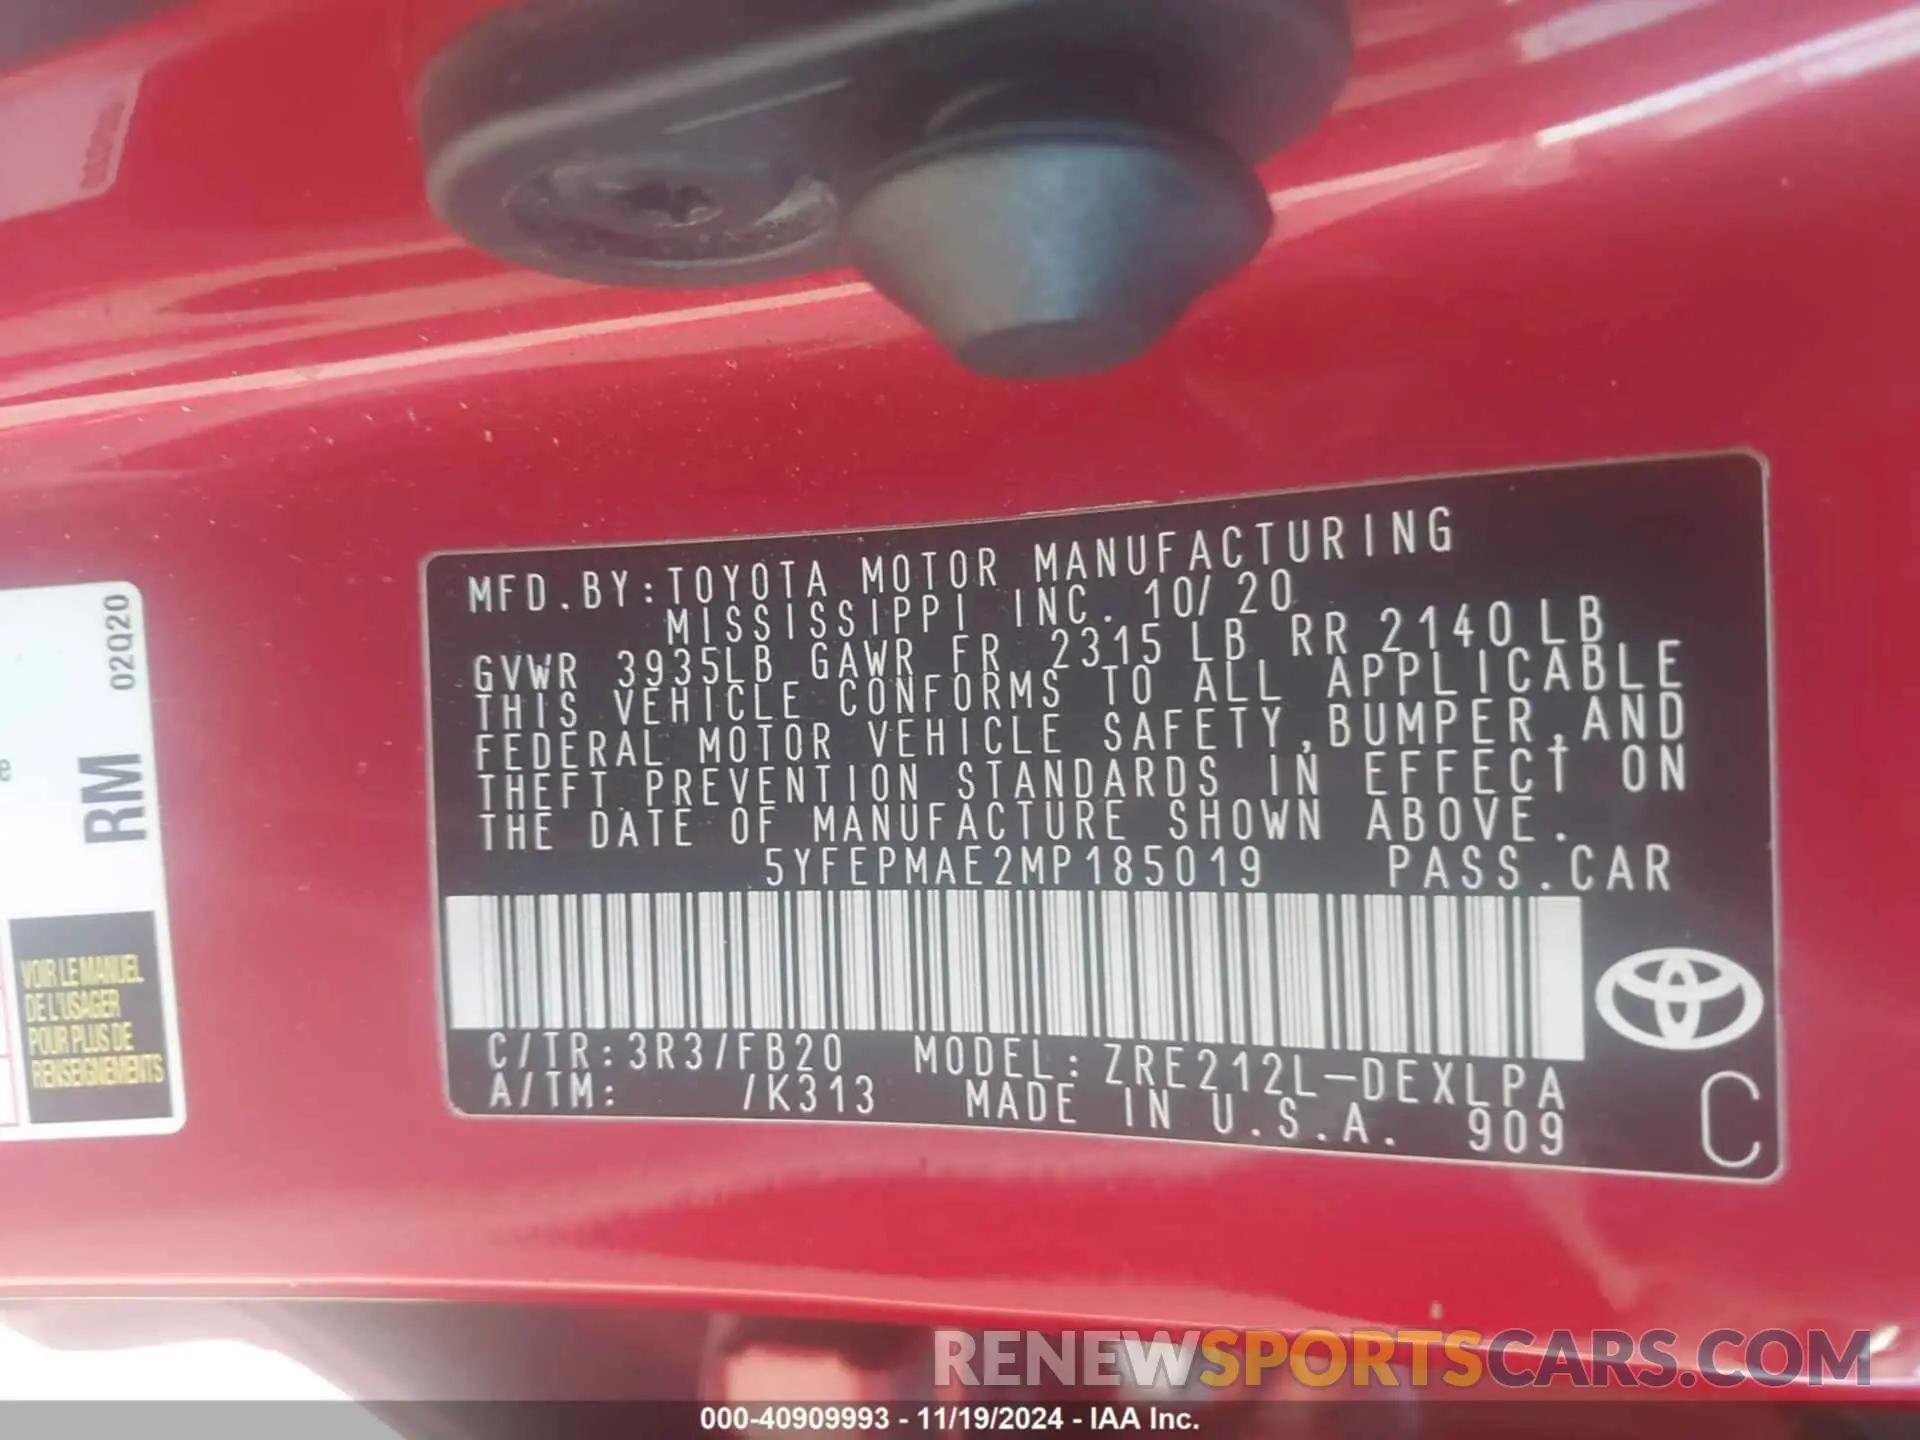 MFD.BY:TOYOTA MOTOR MANUFACTURING
MISSISSIPPI INC. 10/20
GVWR 3935LB GAWR FR 2315 LB RR 2140LB
THIS VEHICLE CONFORMS TO ALL APPLICABLE
FEDERAL MOTOR VEHICLE SAFETY,BUMPER,AND
THEFT PREVENTION STANDARDS IN EFFECT ON
THE DATE OF MANUFACTURE SHOWN ABOVE.
5YFEPMAE2MP185019 PASS.CAR
C/TR:3R3/FB20 MODEL:ZRE212L-DEXLPA
A/TM: /K313 MADE IN U.S.A. 909
C
02Q20
RM
VOIR LE MANUEL
DE L'USAGER
POUR PLUS DE
RENSEIGNEMENTS
RENEWSPORTSCARS.COM
000-40909993 - 11/19/2024 - IAA Inc.